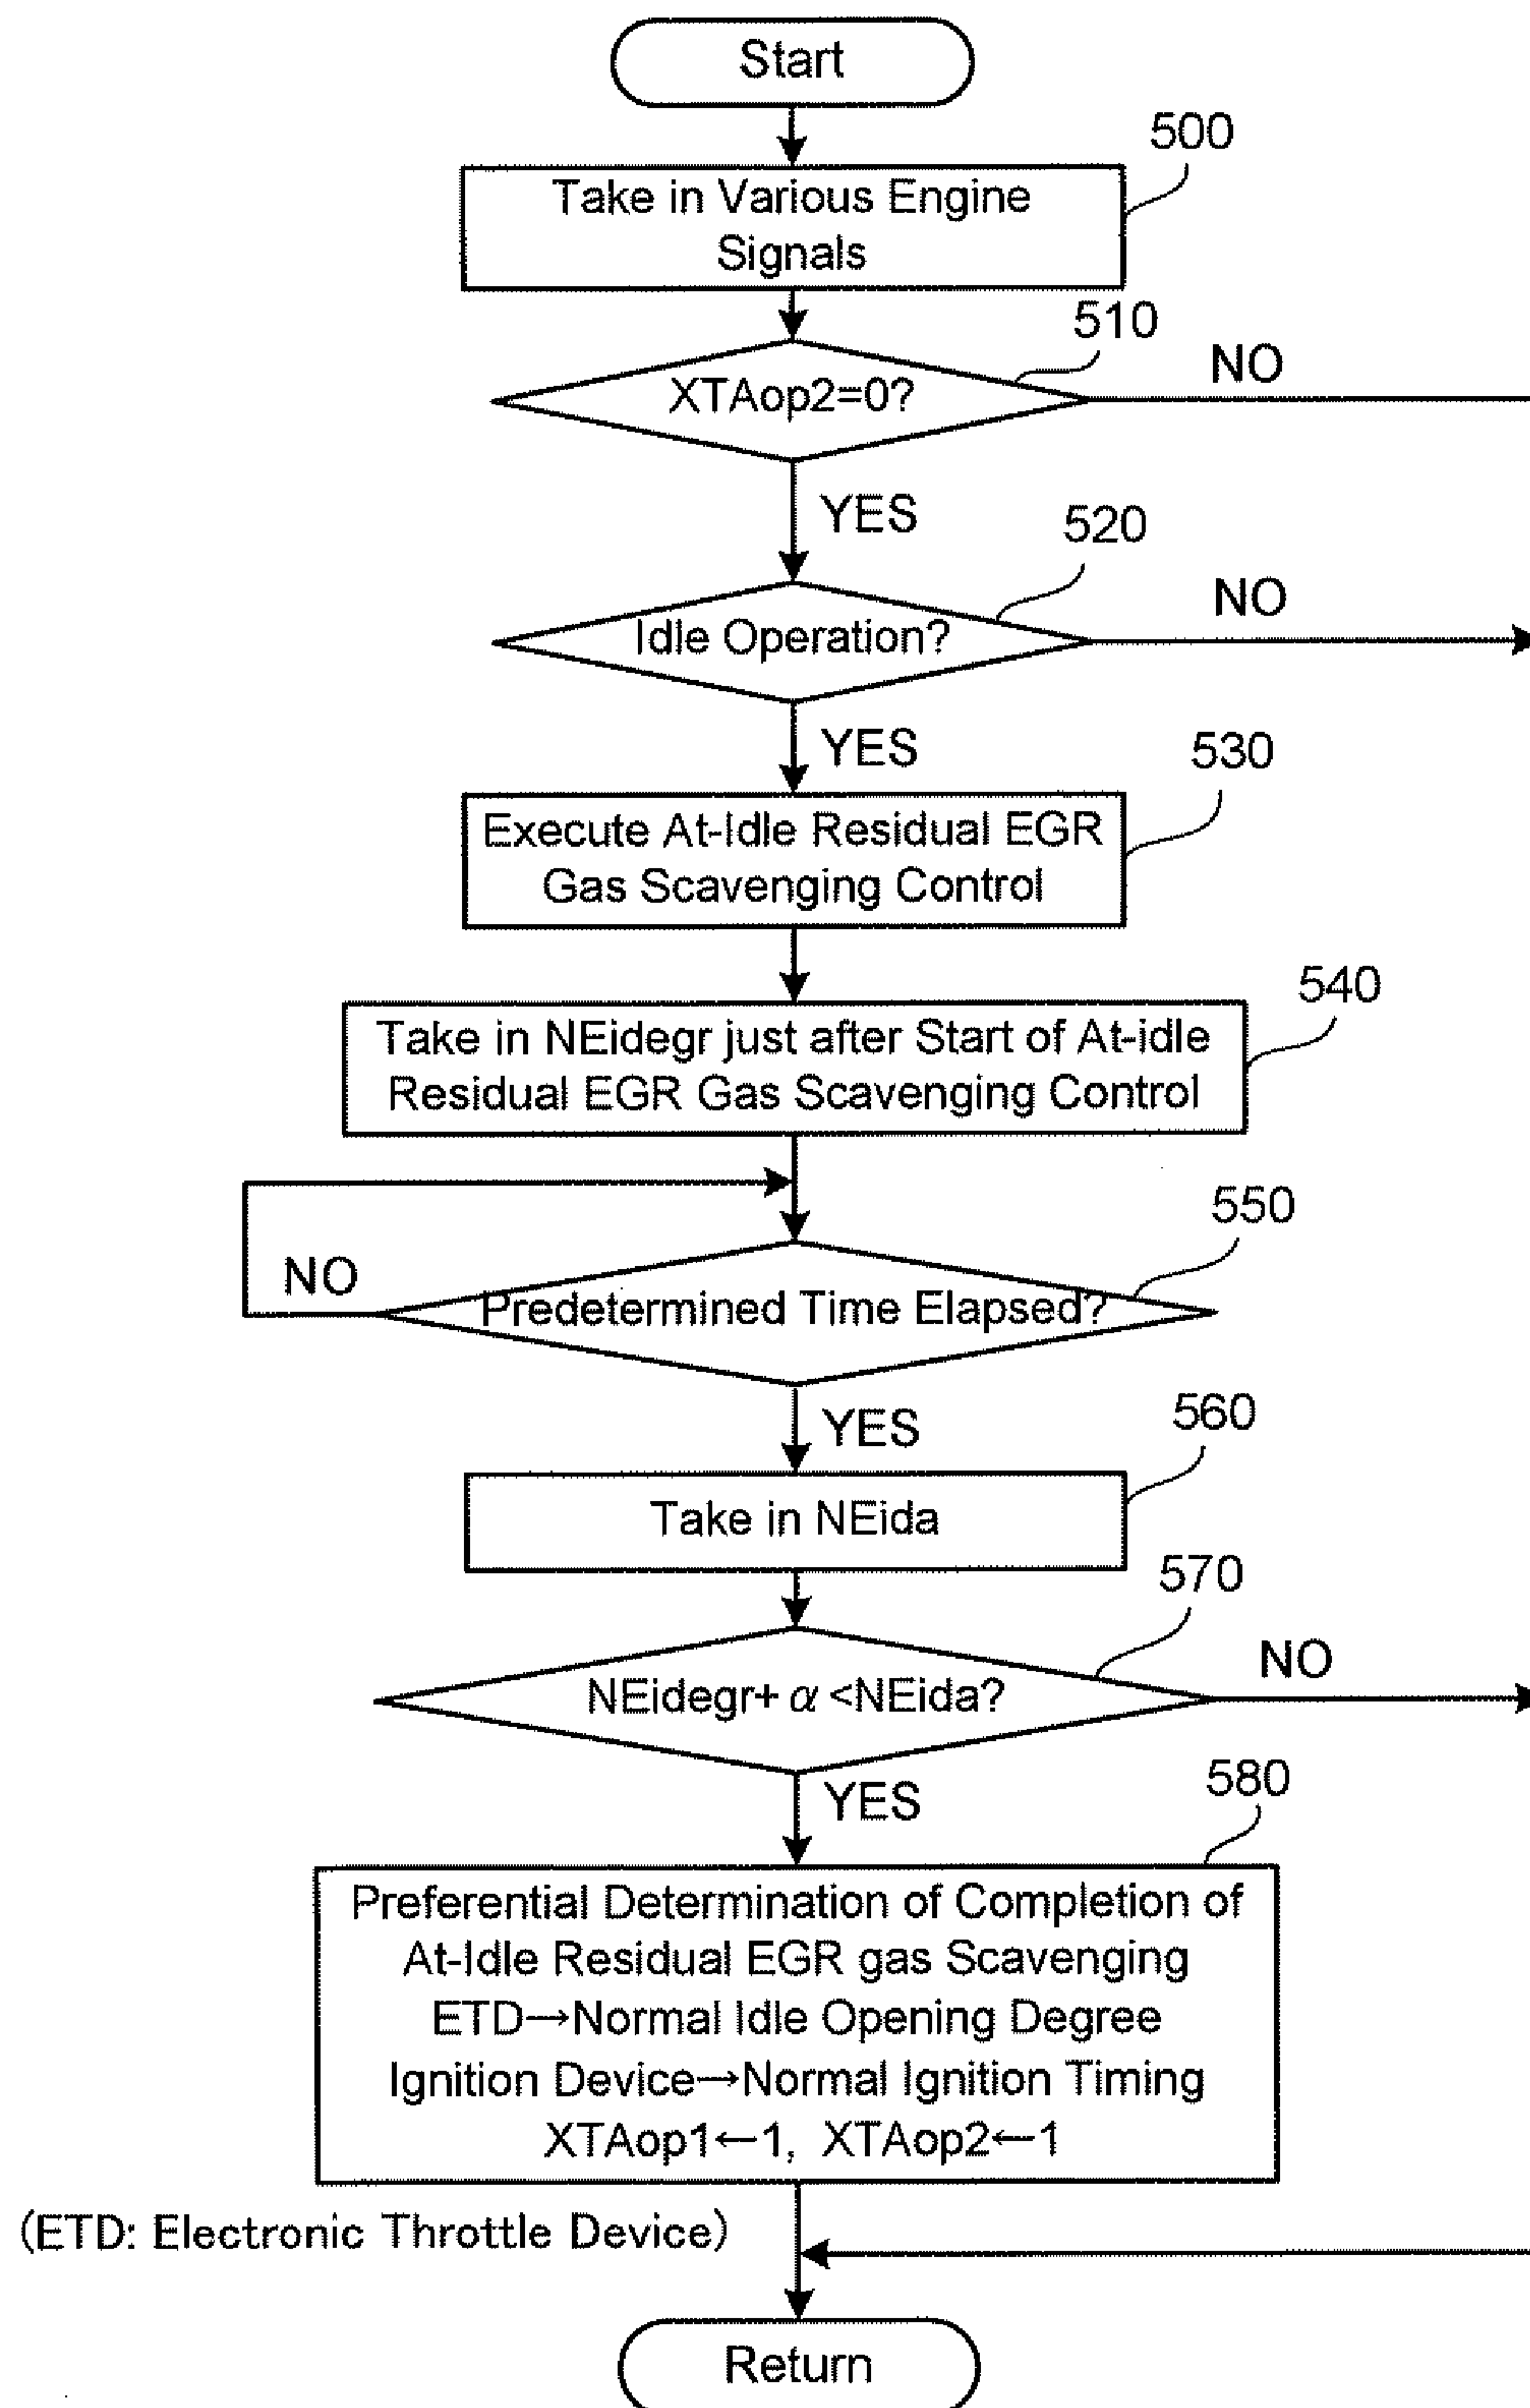 Start
500
Take in Various Engine
Signals
510
XTAop2=0?
NO
YES
520
Idle Operation?
NO
YES
530
Execute At-Idle Residual EGR
Gas Scavenging Control
540
Take in NEidegr just after Start of At-idle
Residual EGR Gas Scavenging Control
550
NO
Predetermined Time Elapsed?
YES
560
Take in NEida
570
NEidegr+ α <NEida?
NO
YES
580
Preferential Determination of Completion of
At-Idle Residual EGR gas Scavenging
ETD→Normal Idle Opening Degree
Ignition Device→Normal Ignition Timing
XTAop1←1, XTAop2←1
(ETD: Electronic Throttle Device)
Return